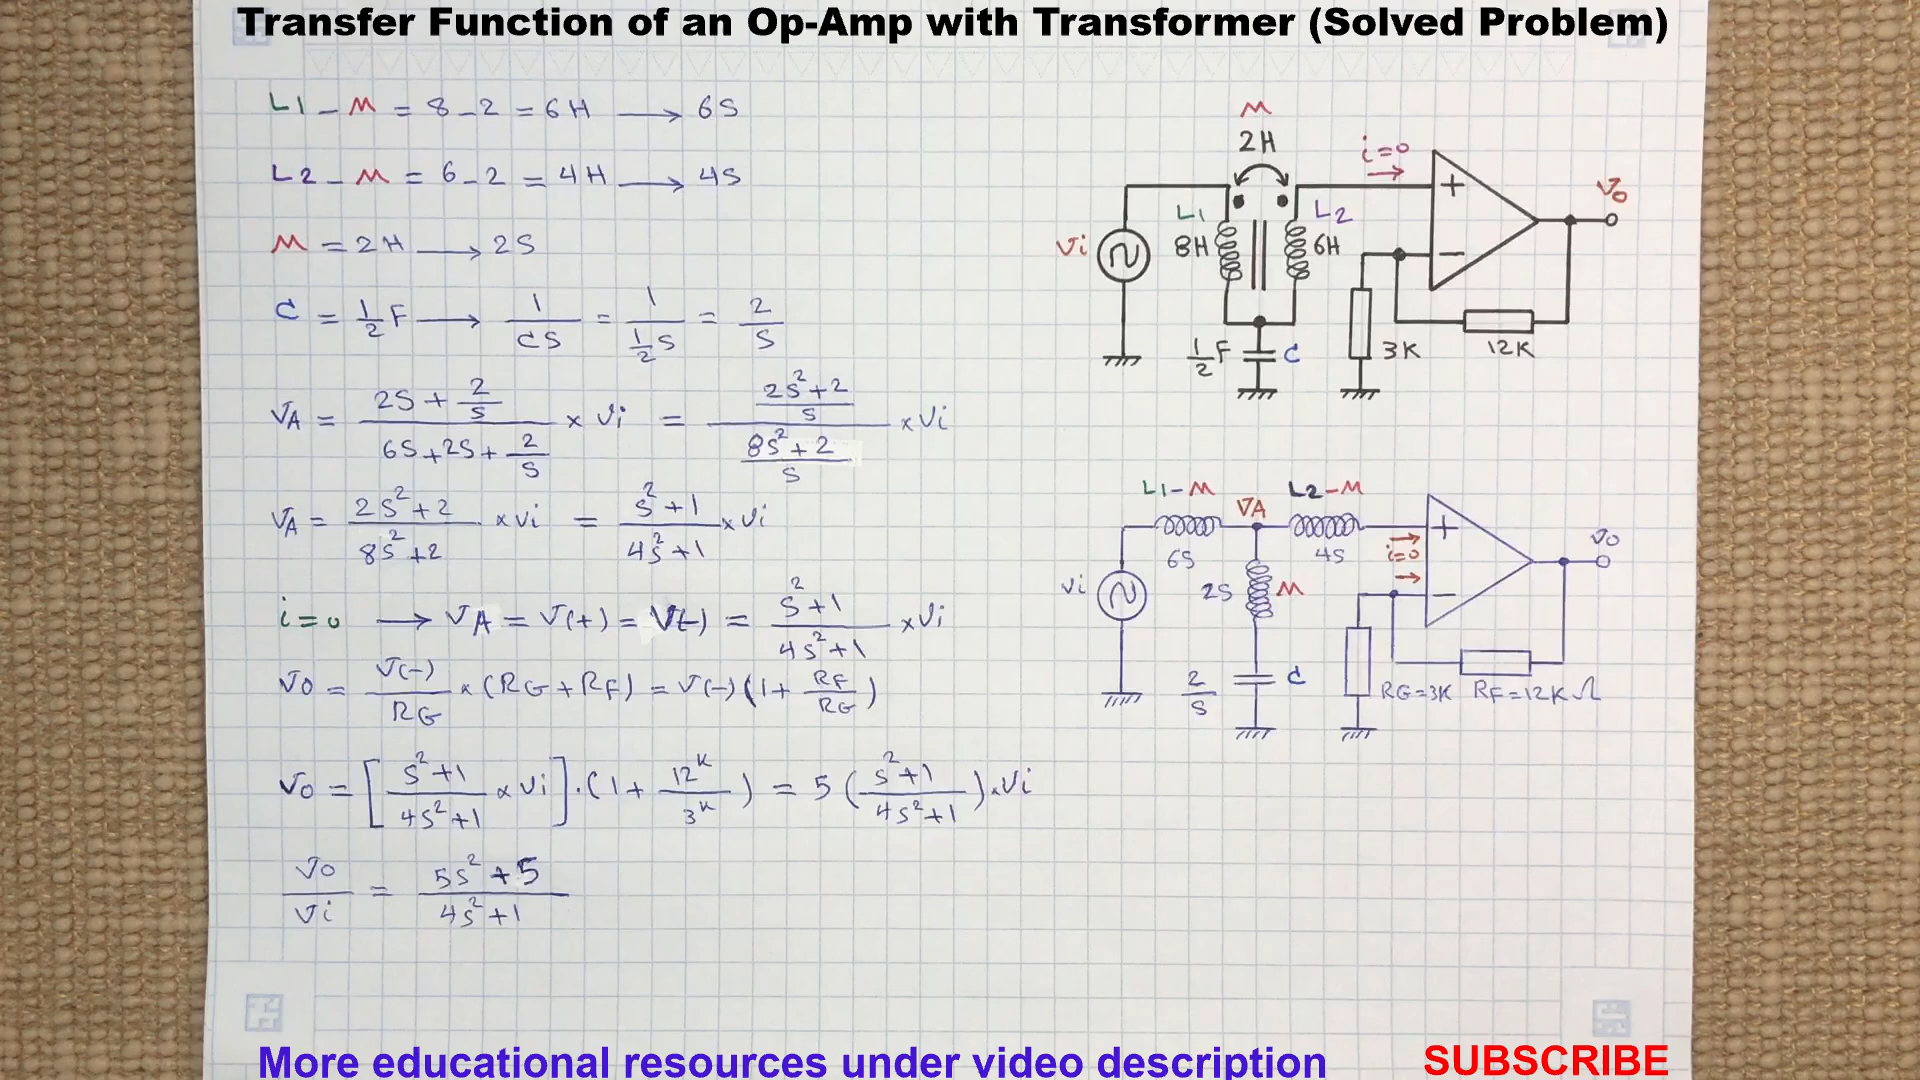 Transfer Function of an Op-Amp with Transformer (Solved Problem)
L1 - M = 8 - 2 = 6H ⟶ 6S
L2 - M = 6 - 2 = 4H ⟶ 4S
M = 2H ⟶ 2S
C = 1/2 F ⟶ 1/CS = 1/(1/2 S) = 2/S
VA = (2S + 2/S)/(6S + 2S + 2/S) × Vi = ((2S² + 2)/S)/((8S² + 2)/S) × Vi
VA = (2S² + 2)/(8S² + 2) × Vi = (S² + 1)/(4S² + 1) × Vi
i = 0 ⟶ VA = V(+) = V(-) = (S² + 1)/(4S² + 1) × Vi
Vo = V(-)/RG × (RG + RF) = V(-) (1 + RF/RG)
Vo = [(S² + 1)/(4S² + 1) × Vi] . (1 + 12K/3K) = 5 ((S² + 1)/(4S² + 1)) × Vi
Vo/Vi = (5S² + 5)/(4S² + 1)
M
2H
i=0
+
Vo
L1
L2
Vi
8H
6H
-
1/2 F
C
3K
12K
L1-M
VA
L2-M
+
Vo
6S
4S
i=0
Vi
2S
M
-
2/S
C
RG=3K
RF=12KΩ
More educational resources under video description
SUBSCRIBE